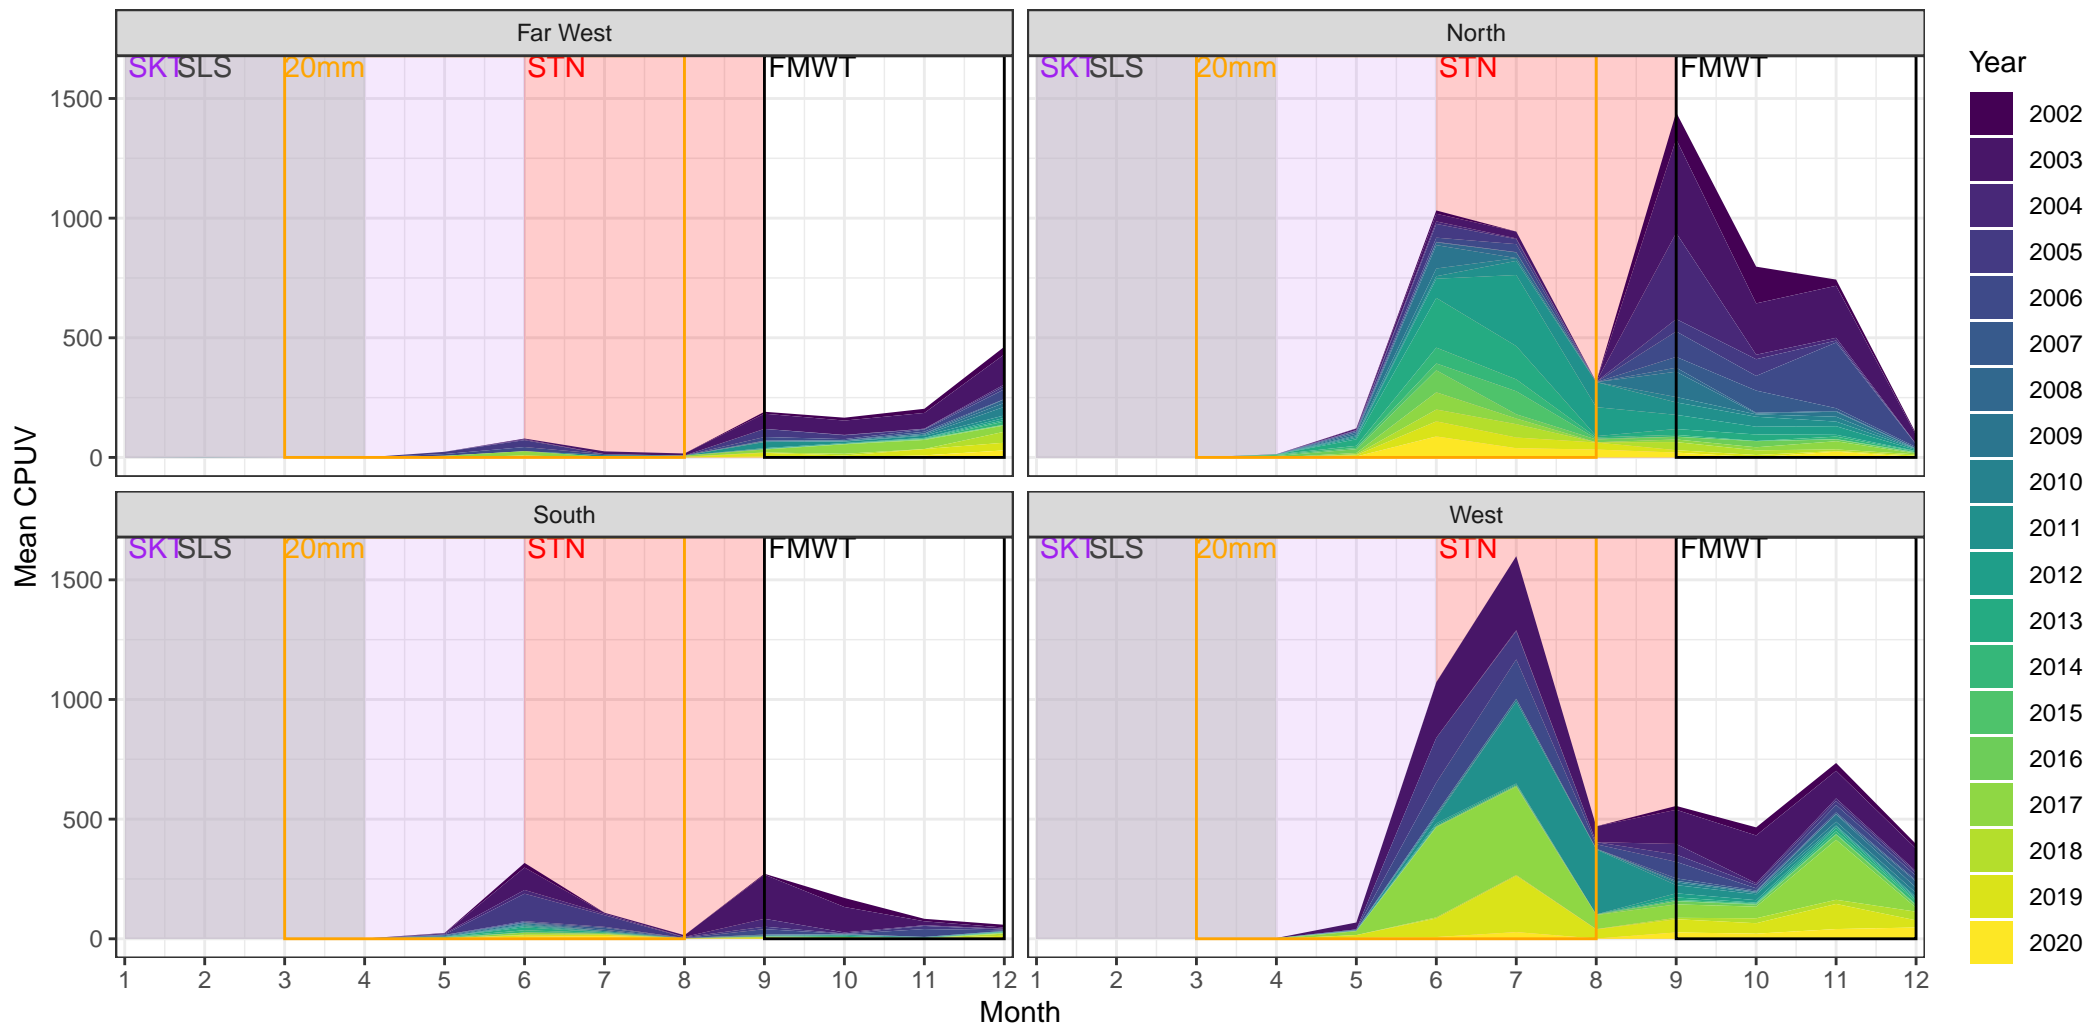 Far West
North
SKT SLS 20mm STN FMWT
SKT SLS 20mm STN FMWT
1500
1000
500
0
South
West
SKT SLS 20mm STN FMWT
SKT SLS 20mm STN FMWT
1500
1000
500
0
1 2 3 4 5 6 7 8 9 10 11 12
1 2 3 4 5 6 7 8 9 10 11 12
Month
Mean CPUV
Year
2002
2003
2004
2005
2006
2007
2008
2009
2010
2011
2012
2013
2014
2015
2016
2017
2018
2019
2020